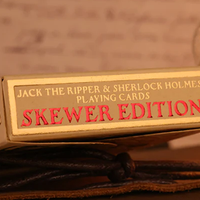 JACK THE RIPPER & SHERLOCK HOLMES
PLAYING CARDS
SKEWER EDITION